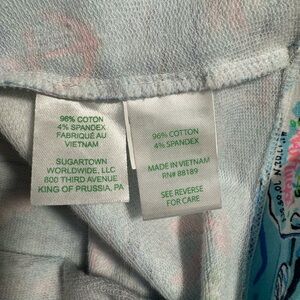 96% COTON
4% SPANDEX
FABRIQUÉ AU
VIETNAM
SUGARTOWN
WORLDWIDE, LLC
800 THIRD AVENUE
KING OF PRUSSIA, PA
96% COTTON
4% SPANDEX
MADE IN VIETNAM
RN# 88189
SEE REVERSE
FOR CARE